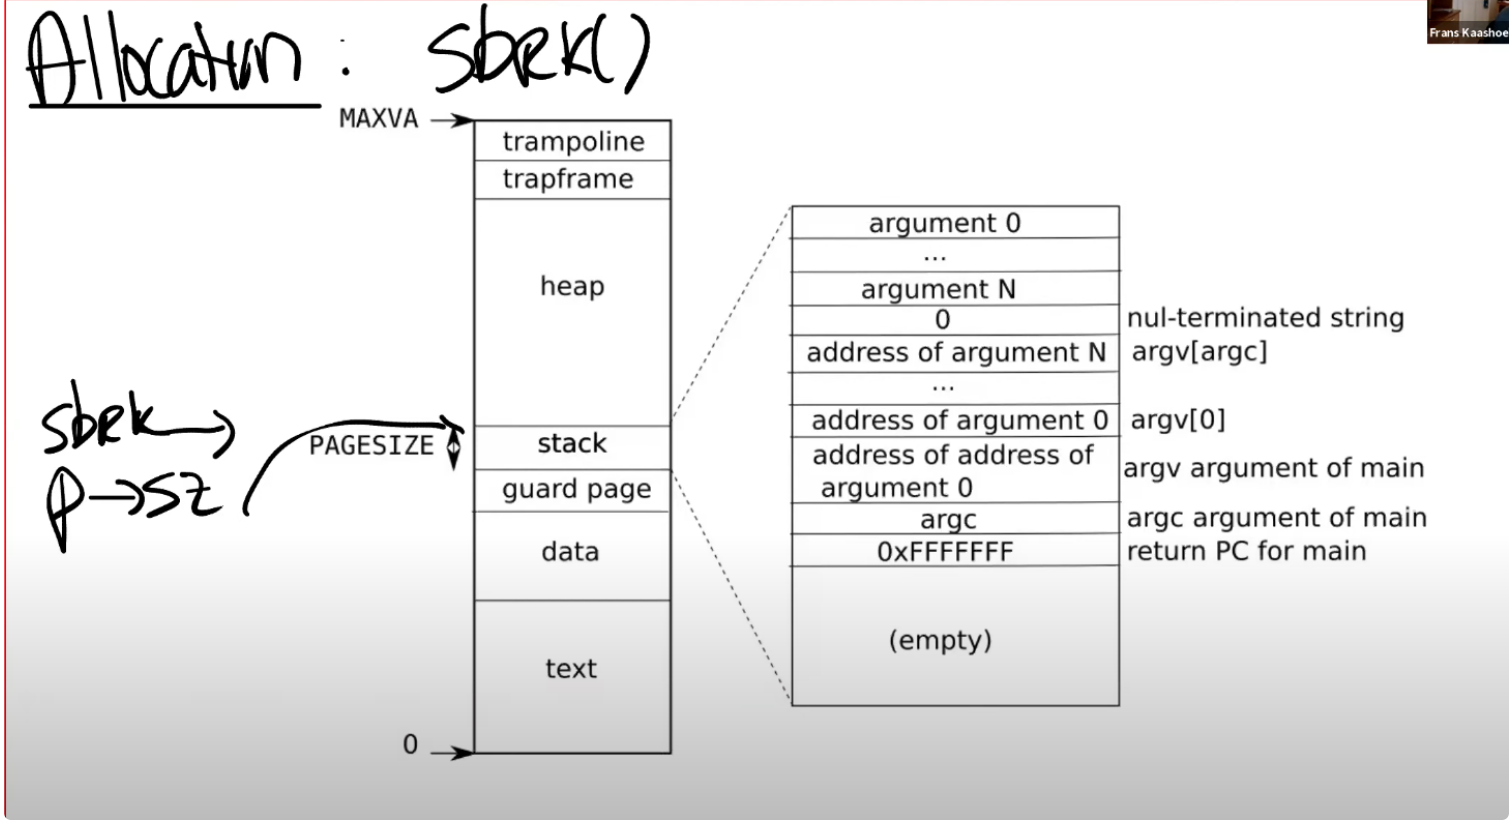 Allocation : sbrk()
Frans Kaashoe
MAXVA
trampoline
trapframe
heap
sbrk
p→sz
PAGESIZE
stack
guard page
data
text
0
argument 0
...
argument N
0 nul-terminated string
address of argument N argv[argc]
...
address of argument 0 argv[0]
address of address of
argument 0
argv argument of main
argc argc argument of main
0xFFFFFFF return PC for main
(empty)